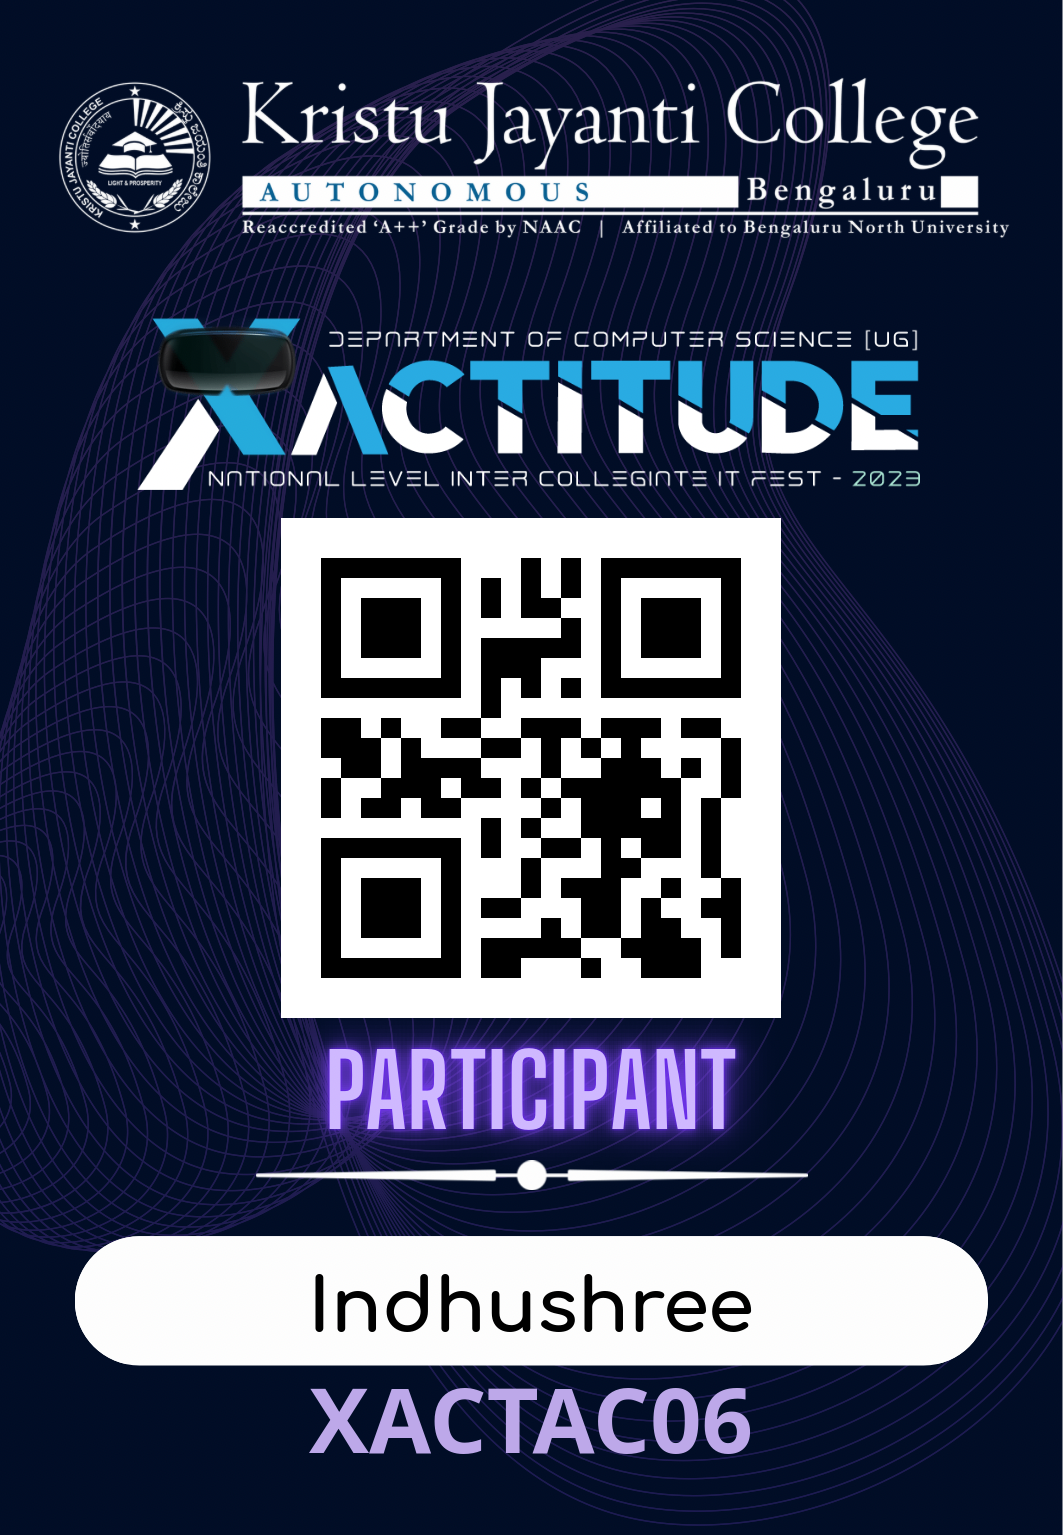 KRISTU JAYANTI COLLEGE
ಕ್ರಿಸ್ತು ಜಯಂತಿ ಕಾಲೇಜು
LIGHT & PROSPERITY
Kristu Jayanti College
AUTONOMOUS Bengaluru
Reaccredited ‘A++’ Grade by NAAC | Affiliated to Bengaluru North University
DEPARTMENT OF COMPUTER SCIENCE [UG]
XACTITUDE
NATIONAL LEVEL INTER COLLEGIATE IT FEST - 2023
PARTICIPANT
Indhushree
XACTAC06